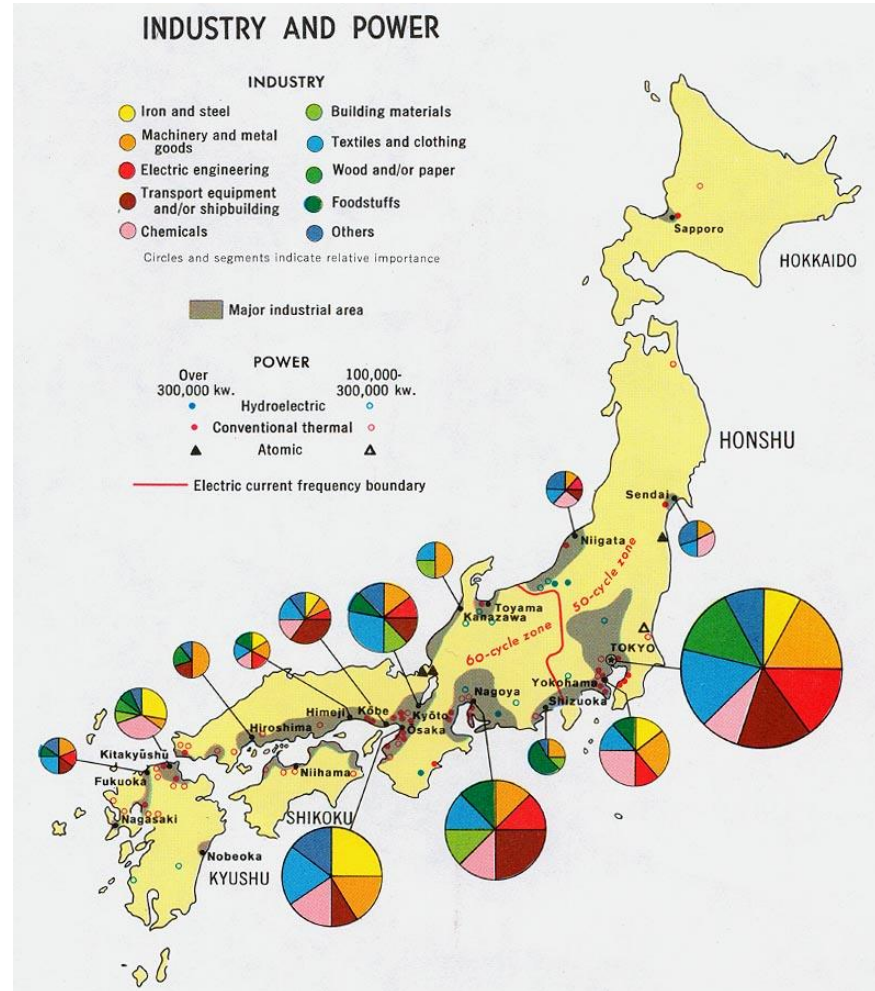 INDUSTRY AND POWER
INDUSTRY
Iron and steel
Machinery and metal
goods
Electric engineering
Transport equipment
and/or shipbuilding
Chemicals
Building materials
Textiles and clothing
Wood and/or paper
Foodstuffs
Others
Circles and segments indicate relative importance
Major industrial area
POWER
Over
300,000 kw.
100,000-
300,000 kw.
Hydroelectric
Conventional thermal
Atomic
Electric current frequency boundary
Sapporo
HOKKAIDO
HONSHU
Sendai
Niigata
50-cycle zone
Toyama
Kanazawa
60-cycle zone
TOKYO
Yokohama
Nagoya
Shizuoka
Kyōto
Kōbe
Osaka
Himeji
Hiroshima
Kitakyūshū
Fukuoka
Niihama
SHIKOKU
Nagasaki
Nobeoka
KYUSHU